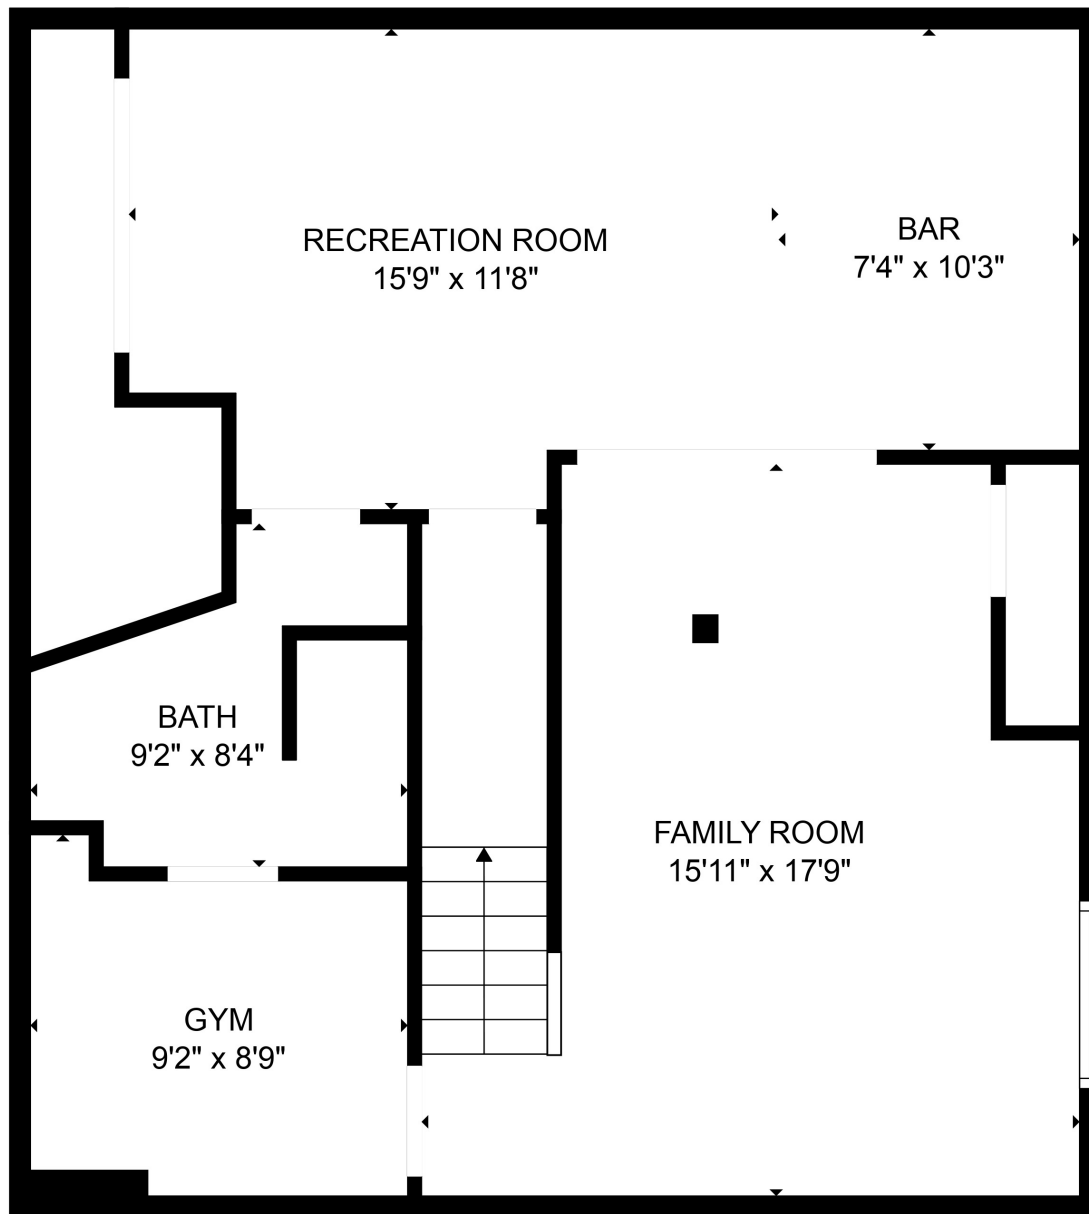 RECREATION ROOM
15'9" x 11'8"
BAR
7'4" x 10'3"
BATH
9'2" x 8'4"
FAMILY ROOM
15'11" x 17'9"
GYM
9'2" x 8'9"